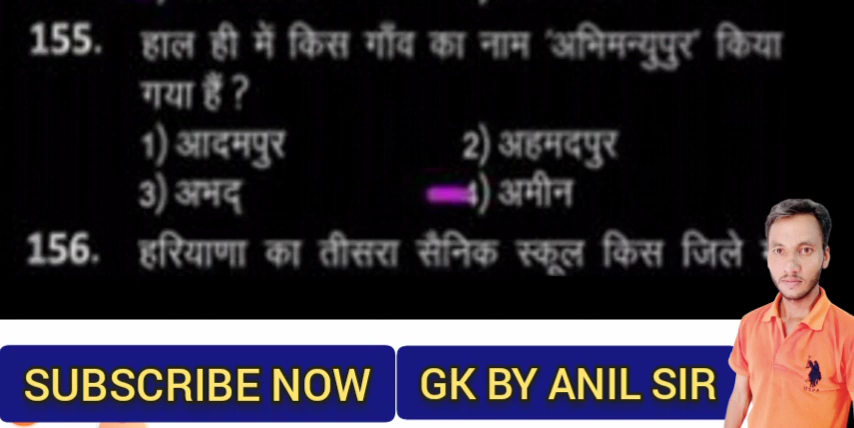 155. हाल ही में किस गाँव का नाम 'अभिमन्युपुर' किया
गया हैं ?
1) आदमपुर 2) अहमदपुर
3) अभद् 4) अमीन
156. हरियाणा का तीसरा सैनिक स्कूल किस जिले
SUBSCRIBE NOW GK BY ANIL SIR